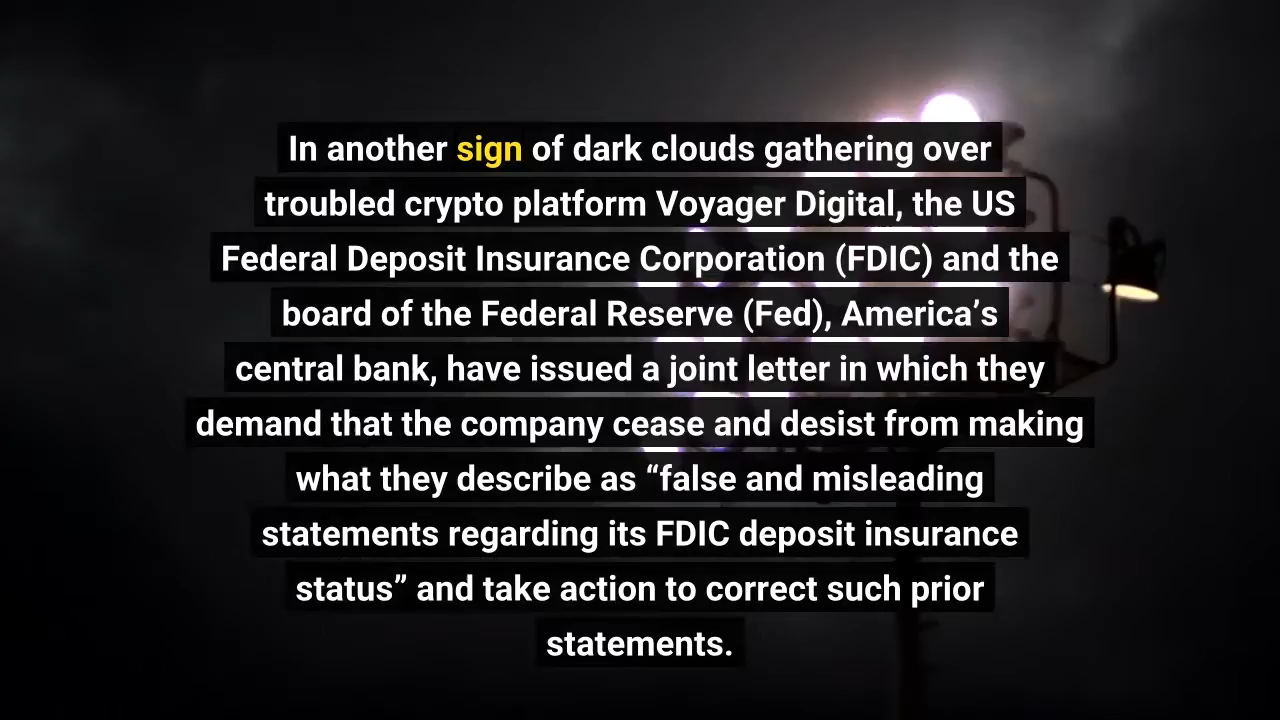 In another sign of dark clouds gathering over
troubled crypto platform Voyager Digital, the US
Federal Deposit Insurance Corporation (FDIC) and the
board of the Federal Reserve (Fed), America’s
central bank, have issued a joint letter in which they
demand that the company cease and desist from making
what they describe as “false and misleading
statements regarding its FDIC deposit insurance
status” and take action to correct such prior
statements.